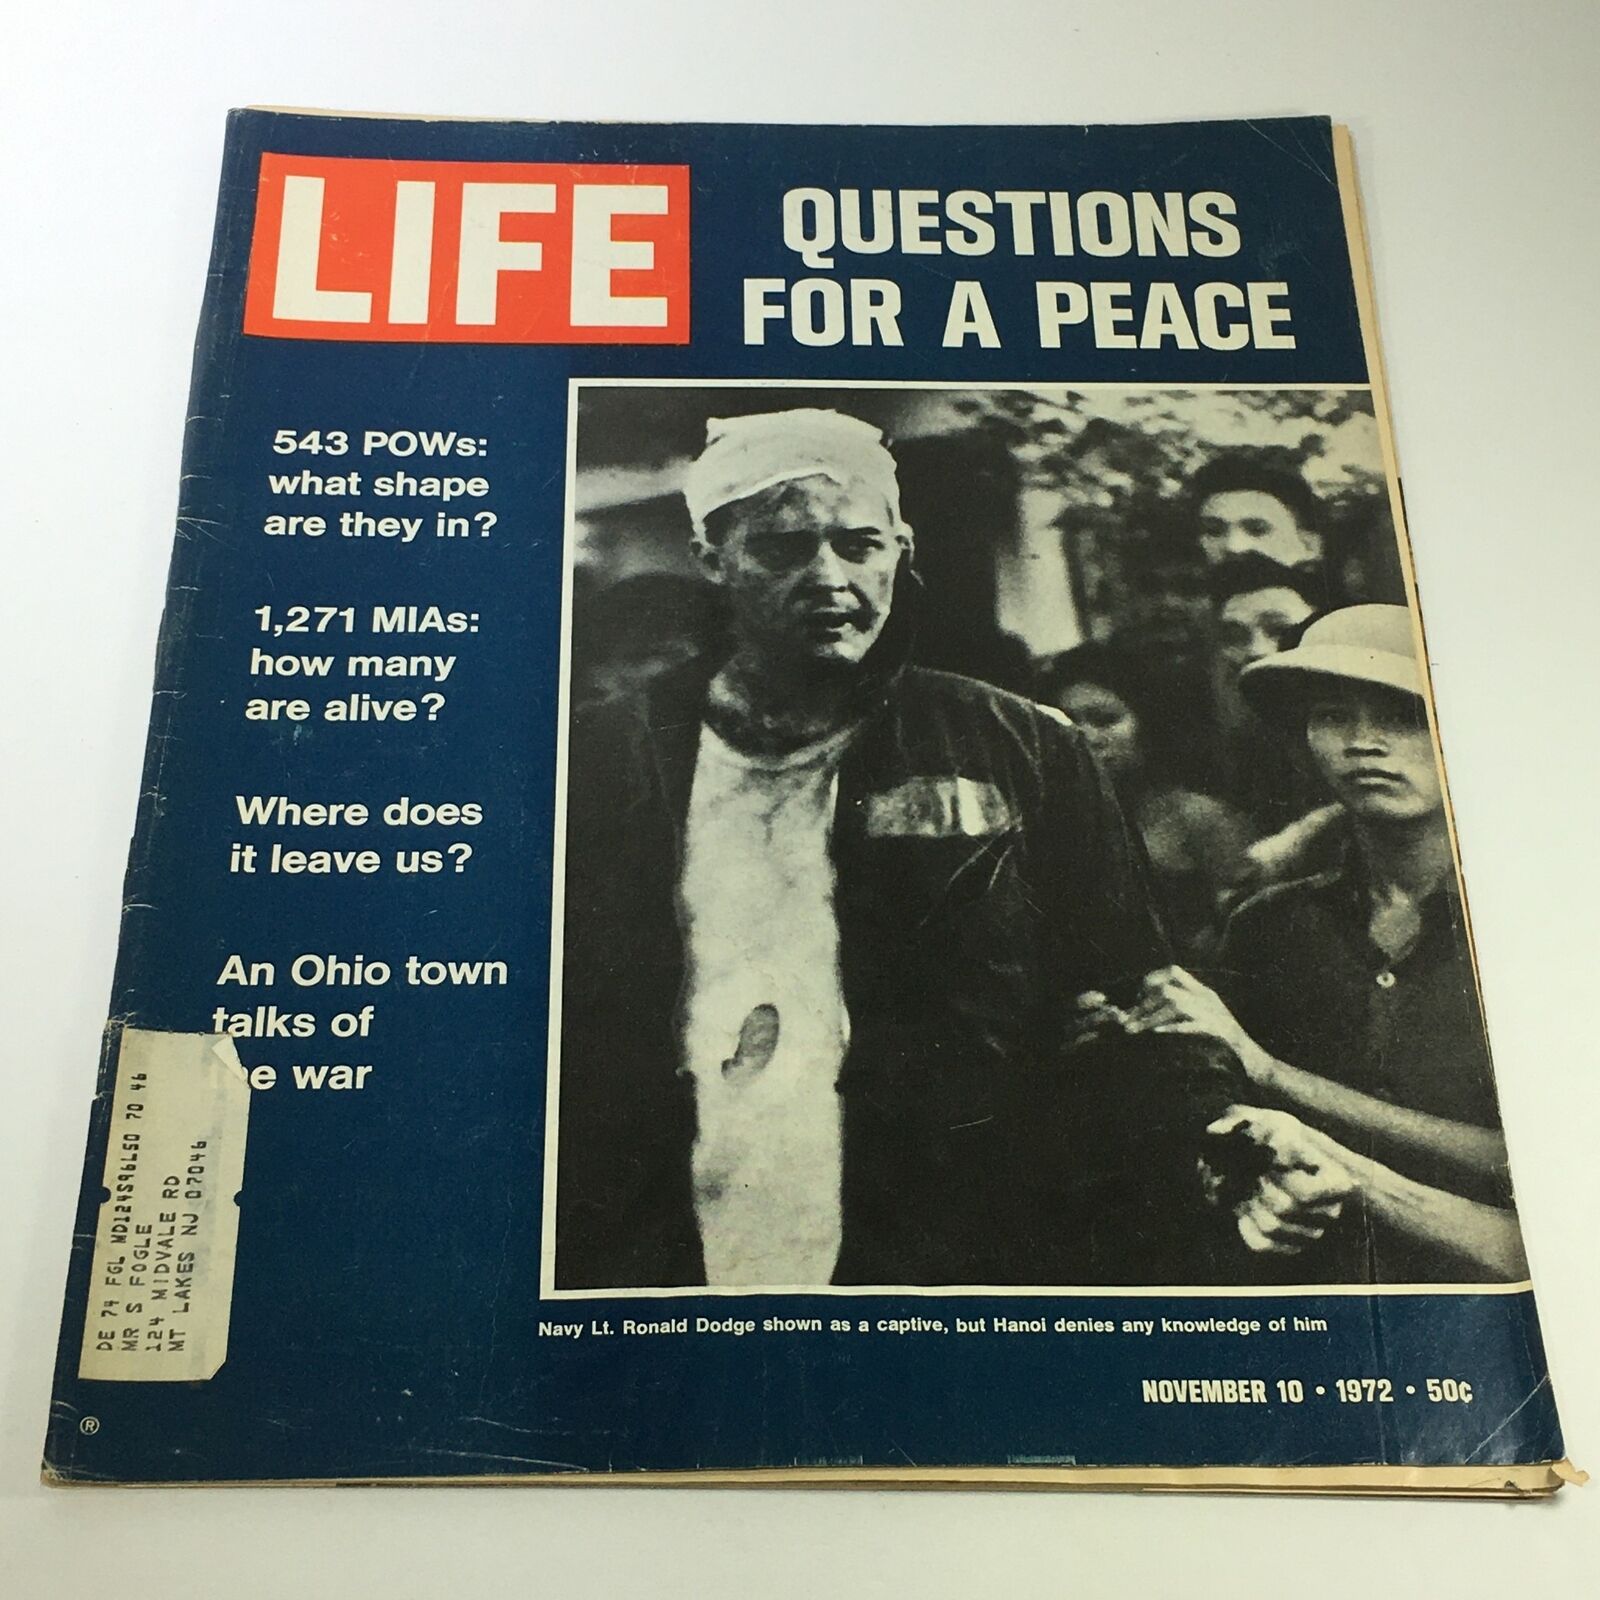 LIFE
QUESTIONS
FOR A PEACE
543 POWs:
what shape
are they in?
1,271 MIAs:
how many
are alive?
Where does
it leave us?
An Ohio town
talks of
e war
DE 74 FGL MD124S96L50 70 46
MR S FOGLE
124 MIDVALE RD
MT LAKES NJ 07046
Navy Lt. Ronald Dodge shown as a captive, but Hanoi denies any knowledge of him
NOVEMBER 10 • 1972 • 50¢
®